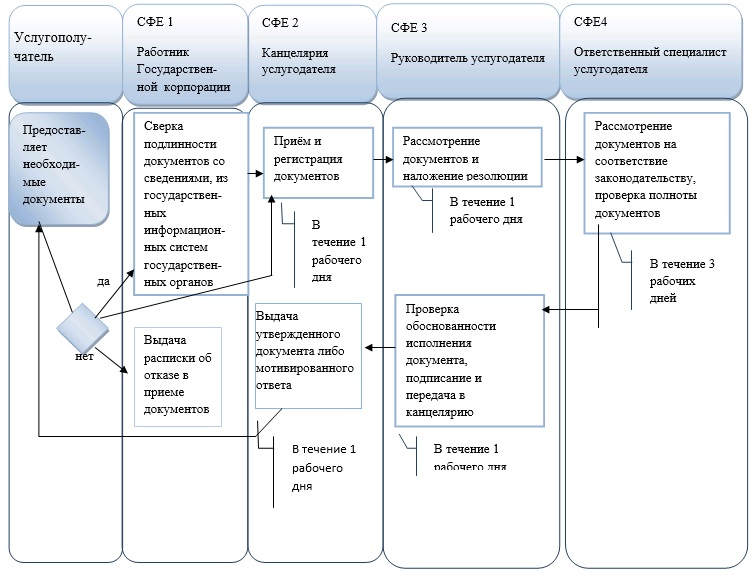 Услугополу-
чатель
СФЕ 1
Работник
Государствен-
ной корпорации
СФЕ 2
Канцелярия
услугодателя
СФЕ 3
Руководитель услугодателя
СФЕ4
Ответственный специалист
услугодателя
Предостав-
ляет
необходи-
мые
документы
Сверка
подлинности
документов со
сведениями, из
государствен-
ных
информацион-
ных систем
государствен-
ных органов
Приём и
регистрация
документов
Рассмотрение
документов и
наложение резолюции
Рассмотрение
документов на
соответствие
законодательству,
проверка полноты
документов
В
течение 1
рабочего
дня
В течение 1
рабочего дня
В течение 3
рабочих
дней
да
нет
Выдача
расписки об
отказе в
приеме
документов
Выдача
утвержденного
документа либо
мотивированного
ответа
Проверка
обоснованности
исполнения
документа,
подписание и
передача в
канцелярию
В течение 1
рабочего
дня
В течение 1
рабочего дня